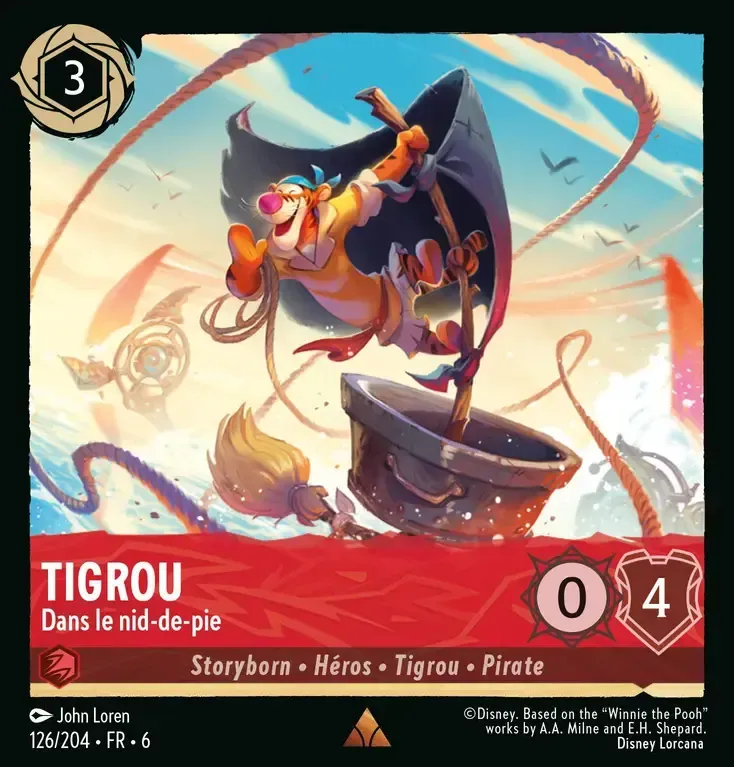 3
TIGROU
Dans le nid-de-pie
0
4
Storyborn • Héros • Tigrou • Pirate
John Loren
126/204 • FR • 6
©Disney. Based on the “Winnie the Pooh”
works by A.A. Milne and E.H. Shepard.
Disney Lorcana